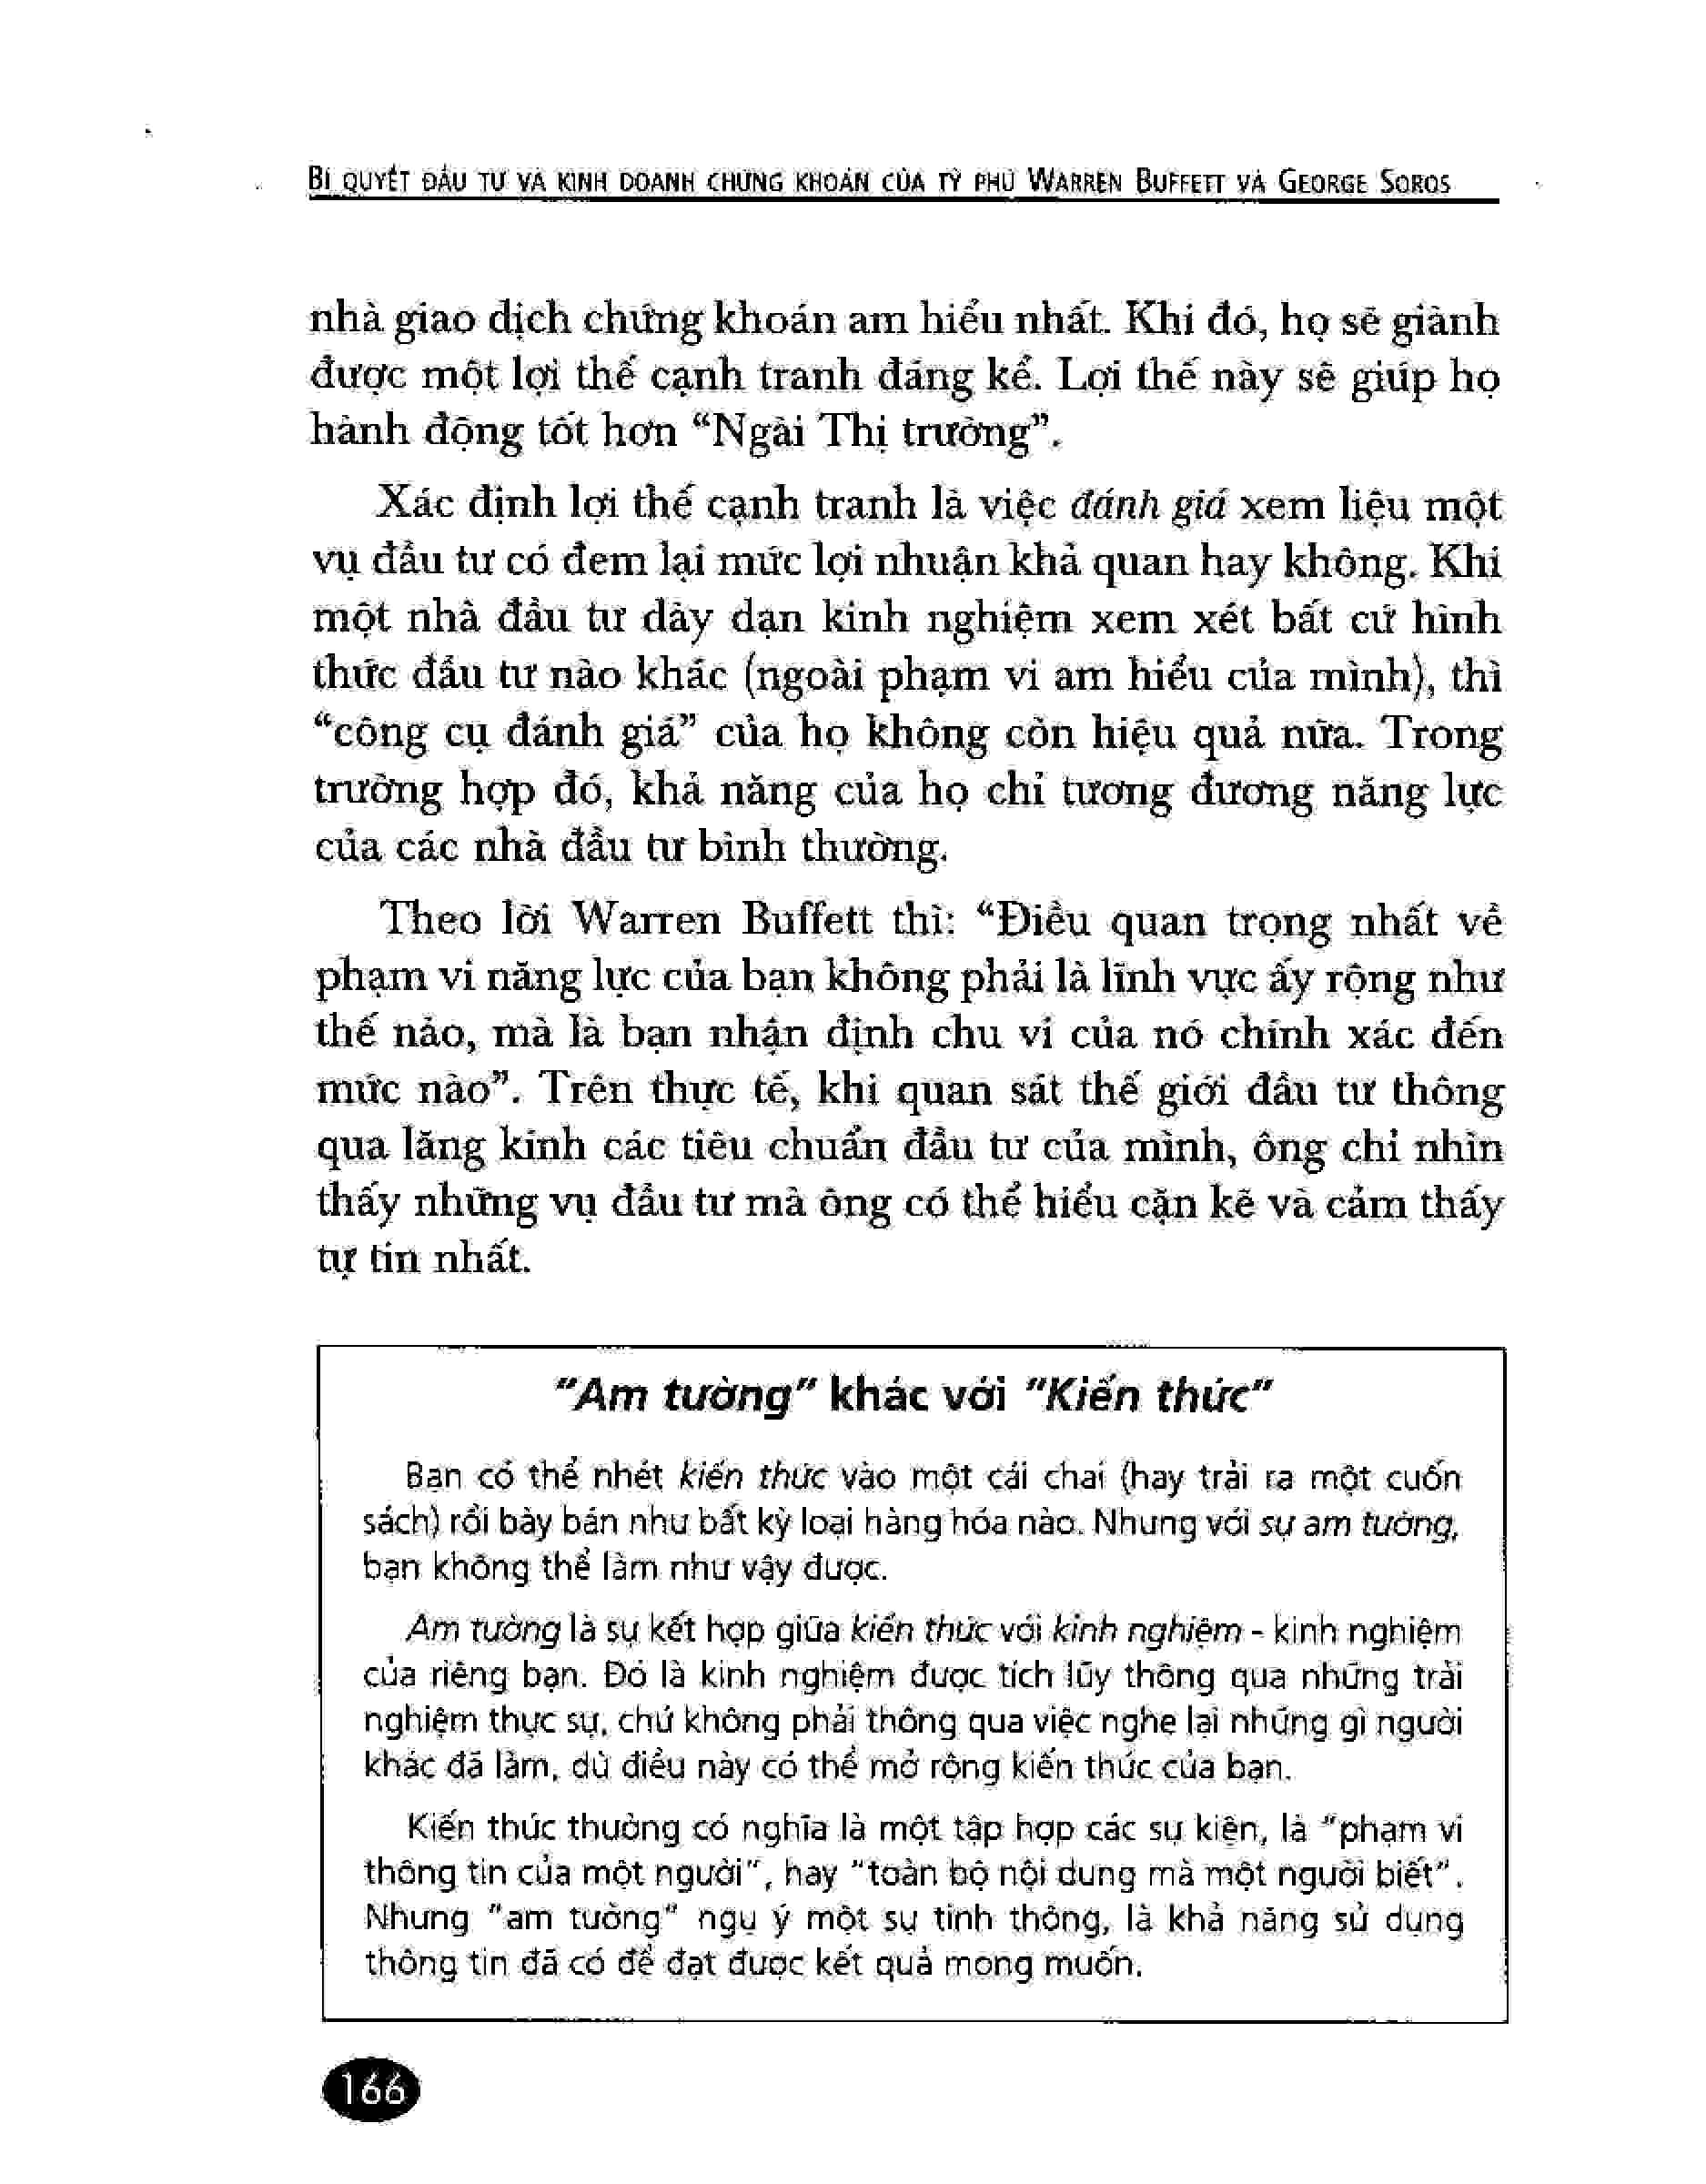 BÍ QUYẾT ĐẦU TƯ VÀ KINH DOANH CHỨNG KHOÁN CỦA TỶ PHÚ WARREN BUFFETT VÀ GEORGE SOROS
nhà giao dịch chứng khoán am hiểu nhất. Khi đó, họ sẽ giành
được một lợi thế cạnh tranh đáng kể. Lợi thế này sẽ giúp họ
hành động tốt hơn “Ngài Thị trường”.
Xác định lợi thế cạnh tranh là việc đánh giá xem liệu một
vụ đầu tư có đem lại mức lợi nhuận khả quan hay không. Khi
một nhà đầu tư dày dạn kinh nghiệm xem xét bất cứ hình
thức đầu tư nào khác (ngoài phạm vi am hiểu của mình), thì
“công cụ đánh giá” của họ không còn hiệu quả nữa. Trong
trường hợp đó, khả năng của họ chỉ tương đương năng lực
của các nhà đầu tư bình thường.
Theo lời Warren Buffett thì: “Điều quan trọng nhất về
phạm vi năng lực của bạn không phải là lĩnh vực ấy rộng như
thế nào, mà là bạn nhận định chu vi của nó chính xác đến
mức nào”. Trên thực tế, khi quan sát thế giới đầu tư thông
qua lăng kính các tiêu chuẩn đầu tư của mình, ông chỉ nhìn
thấy những vụ đầu tư mà ông có thể hiểu cặn kẽ và cảm thấy
tự tin nhất.
“Am tường” khác với “Kiến thức”
Bạn có thể nhét kiến thức vào một cái chai (hay trải ra một cuốn
sách) rồi bày bán như bất kỳ loại hàng hóa nào. Nhưng với sự am tường,
bạn không thể làm như vậy được.
Am tường là sự kết hợp giữa kiến thức với kinh nghiệm - kinh nghiệm
của riêng bạn. Đó là kinh nghiệm được tích lũy thông qua những trải
nghiệm thực sự, chứ không phải thông qua việc nghe lại những gì người
khác đã làm, dù điều này có thể mở rộng kiến thức của bạn.
Kiến thức thường có nghĩa là một tập hợp các sự kiện, là “phạm vi
thông tin của một người”, hay “toàn bộ nội dung mà một người biết”.
Nhưng “am tường” ngụ ý một sự tinh thông, là khả năng sử dụng
thông tin đã có để đạt được kết quả mong muốn.
166